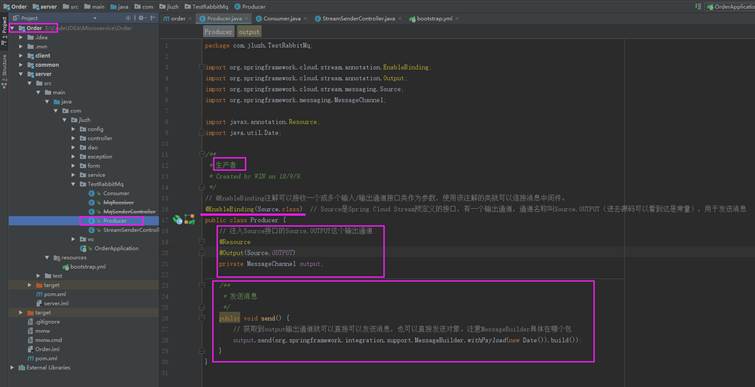 Order
server
src
main
java
com
jiuzh
TestRabbitMq
Producer
order
Producer.java
Consumer.java
StreamSenderController.java
bootstrap.yml
OrderApplication
Project
Order
.idea
.mvn
client
common
server
src
main
java
com
jiuzh
config
controller
dao
exception
form
service
TestRabbitMq
Consumer
MqReceiver
MqSenderController
Producer
StreamSenderControll
vo
OrderApplication
resources
bootstrap.yml
test
target
pom.xml
server.iml
target
.gitignore
mvnw
mvnw.cmd
Order.iml
pom.xml
External Libraries
Producer
output
package com.jiuzh.TestRabbitMq;
import org.springframework.cloud.stream.annotation.EnableBinding;
import org.springframework.cloud.stream.annotation.Output;
import org.springframework.cloud.stream.messaging.Source;
import org.springframework.messaging.MessageChannel;
import javax.annotation.Resource;
import java.util.Date;
/**
* 生产者
* Created by WIN on
*/
// @EnableBinding注解可以接收一个或多个输入/输出通道接口类作为参数，使用该注解的类就可以连接消息中间件。
@EnableBinding(Source.class) // Source是Spring Cloud Stream预定义的接口，有一个输出通道，通道名称叫Source.OUTPUT（进去源码可以看到这是常量），用于发送消息
public class Producer {
// 注入Source接口的Source.OUTPUT这个输出通道
@Resource
@Output(Source.OUTPUT)
private MessageChannel output;
/**
* 发送消息
*/
public void send() {
// 获取到output输出通道就可以直接可以发送消息，也可以直接发送对象，注意MessageBuilder具体在哪个包
output.send(org.springframework.integration.support.MessageBuilder.withPayload(new Date()).build());
}
}